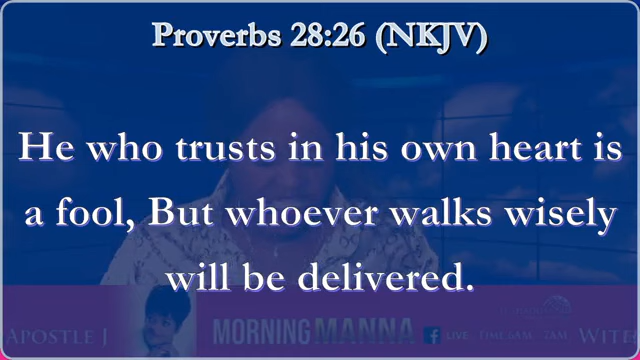 Proverbs 28:26 (NKJV)
He who trusts in his own heart is
a fool, But whoever walks wisely
will be delivered.
APOSTLE J
MORNING MANNA
LIVE